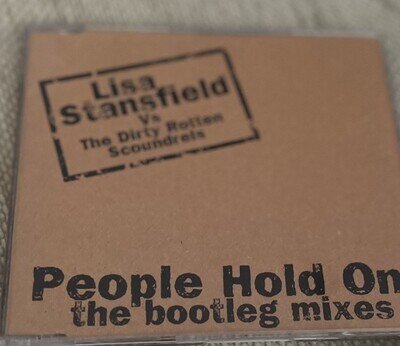 Lisa
Stansfield
Vs
The Dirty Rotten
Scoundrels
People Hold On
the bootleg mixes